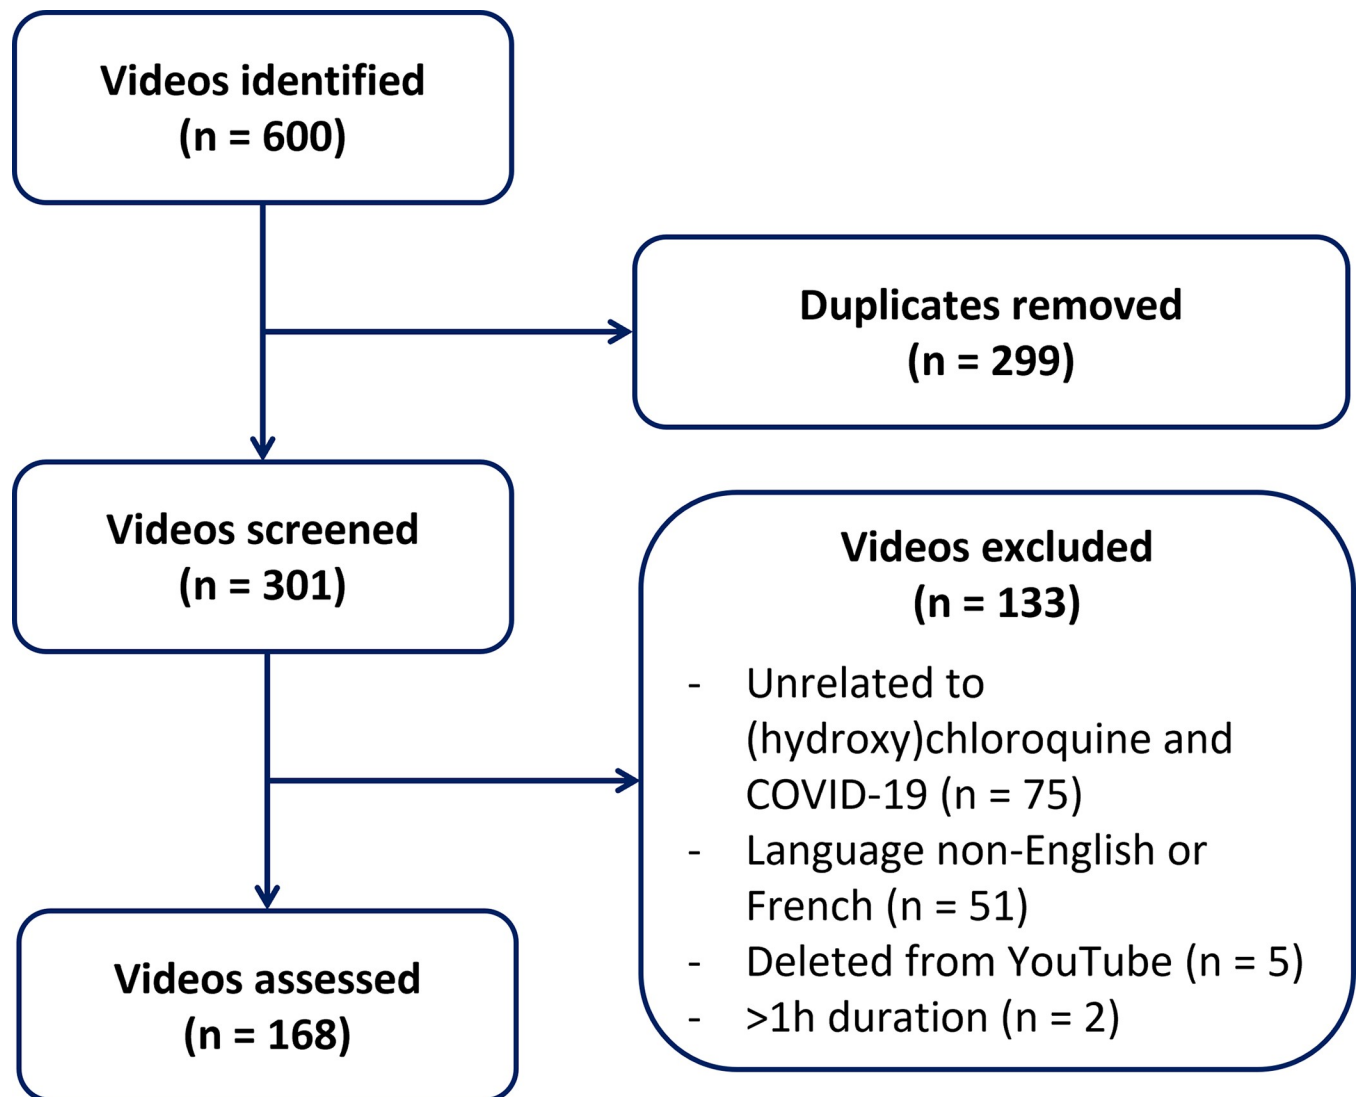 Videos identified
(n = 600)
Duplicates removed
(n = 299)
Videos screened
(n = 301)
Videos excluded
(n = 133)
- Unrelated to
(hydroxy)chloroquine and
COVID-19 (n = 75)
- Language non-English or
French (n = 51)
- Deleted from YouTube (n = 5)
- >1h duration (n = 2)
Videos assessed
(n = 168)